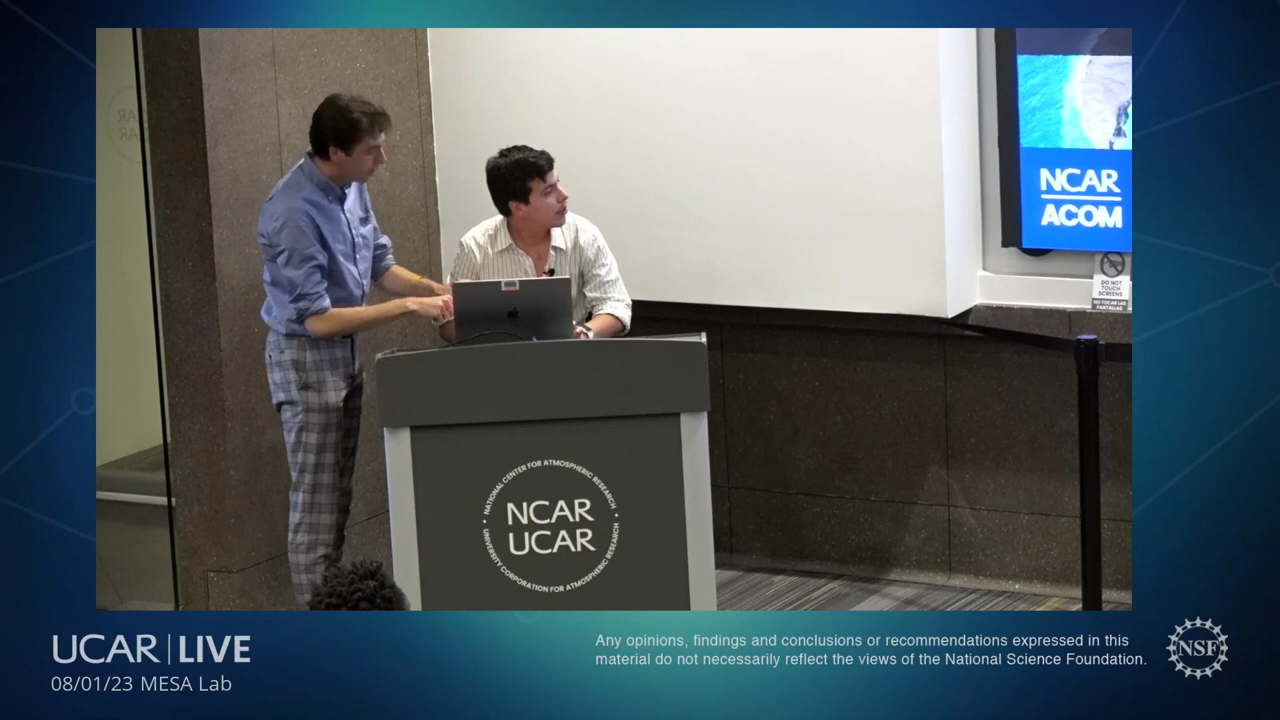 NCAR
ACOM
DO NOT
TOUCH
SCREENS
NO TOCAR LAS
PANTALLAS
• NATIONAL CENTER FOR ATMOSPHERIC RESEARCH •
NCAR
UCAR
UNIVERSITY CORPORATION FOR ATMOSPHERIC RESEARCH
UCAR | LIVE
08/01/23 MESA Lab
Any opinions, findings and conclusions or recommendations expressed in this
material do not necessarily reflect the views of the National Science Foundation.
NSF